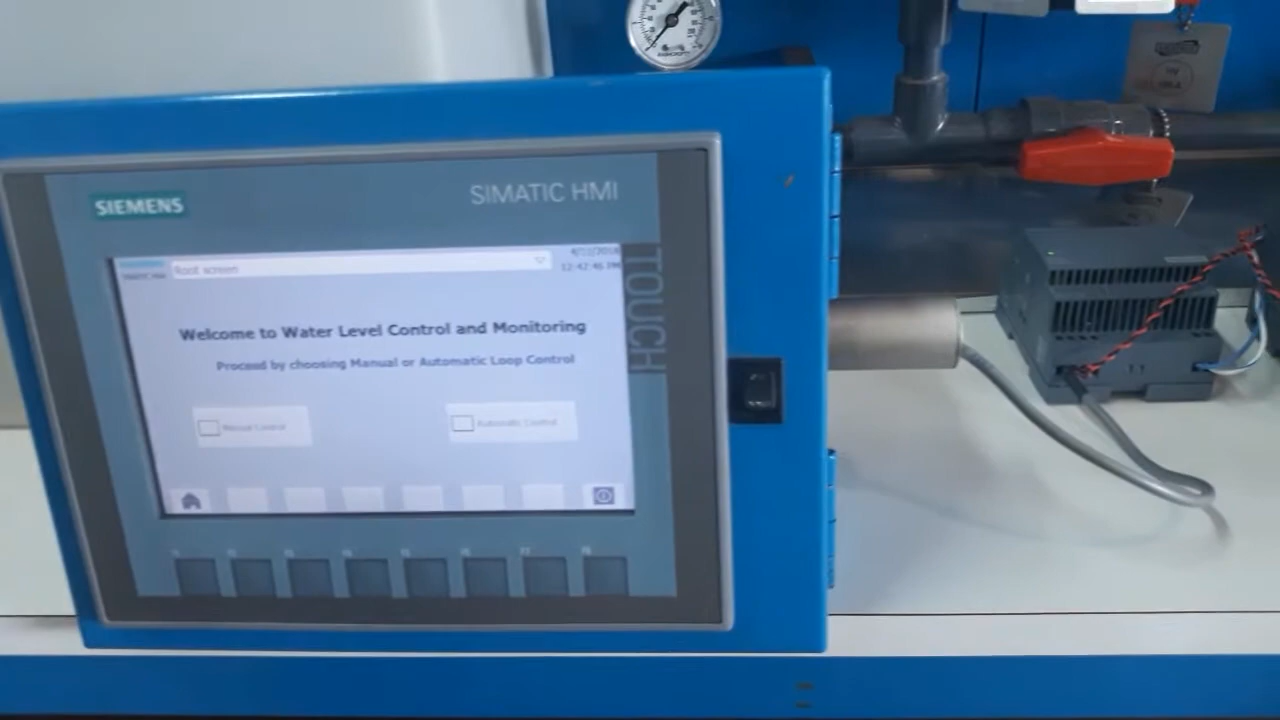 SIEMENS
SIMATIC HMI
TOUCH
Root screen
12:42:46 PM
Welcome to Water Level Control and Monitoring
Proceed by choosing Manual or Automatic Loop Control
Manual Control
Automatic Control